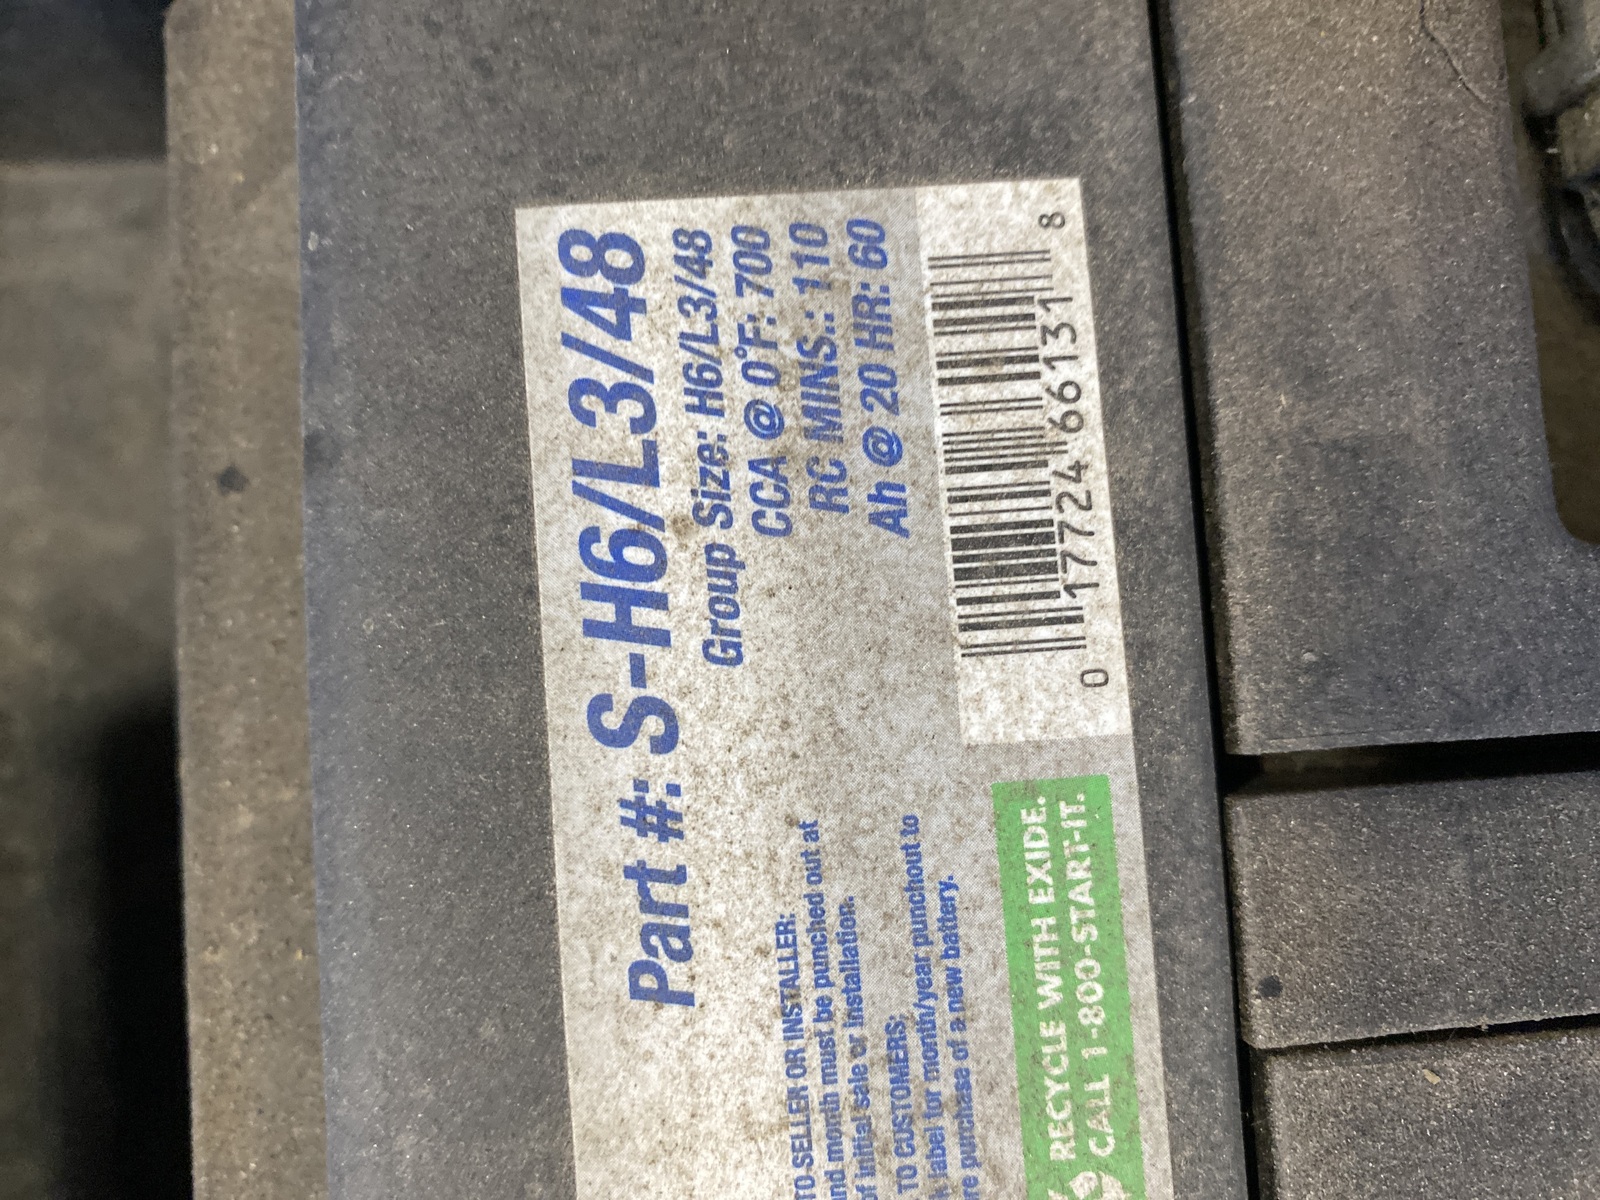 Part #: S-H6/L3/48
Group Size: H6/L3/48
CCA @ 0°F: 700
RC MINS.: 110
Ah @ 20 HR: 60
0 17724 66131 8
TO SELLER OR INSTALLER:
month must be punched out at
initial sale or installation.
TO CUSTOMERS:
label for month/year punchout to
purchase of a new battery.
RECYCLE WITH EXIDE.
CALL 1-800-START-IT.